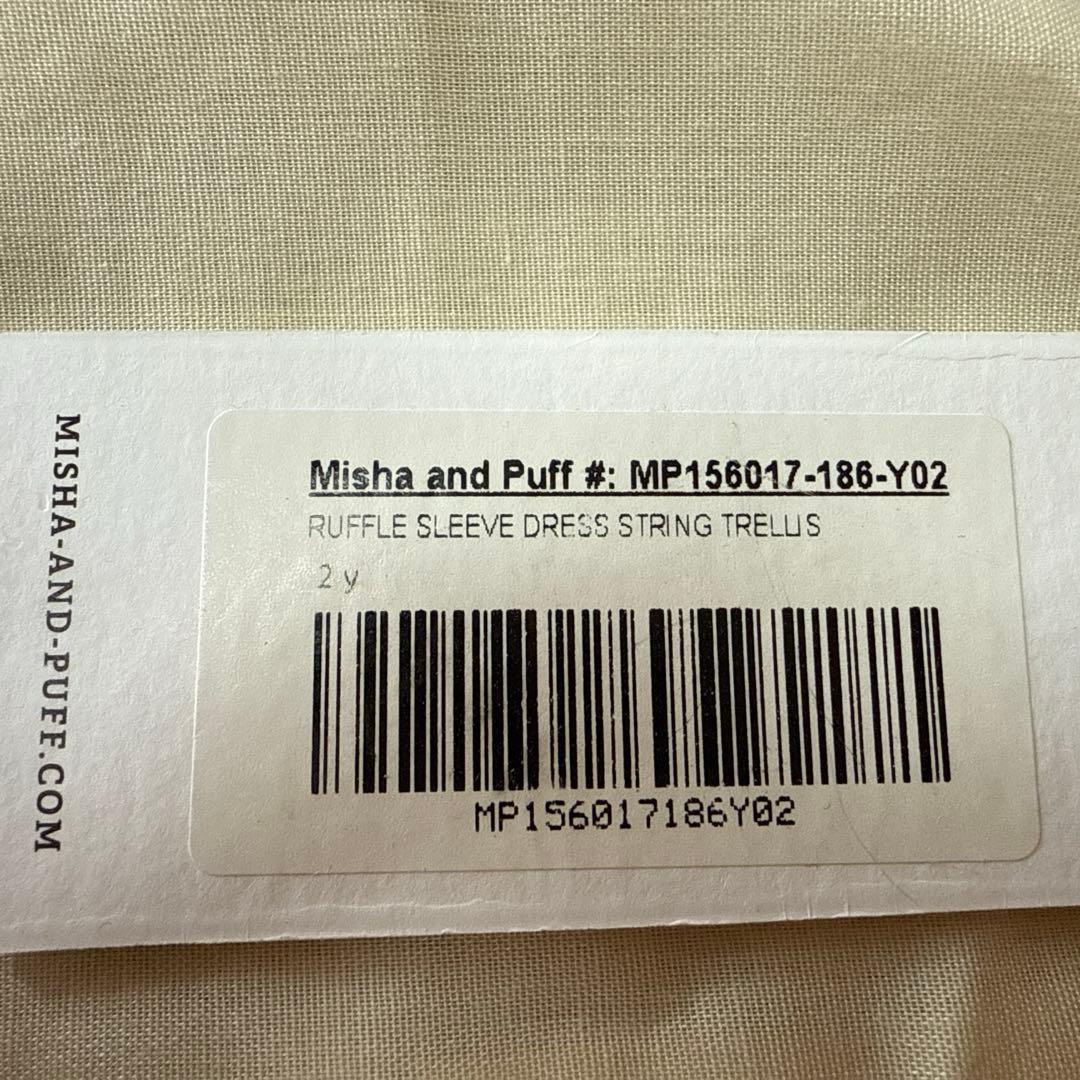 MISHA-AND-PUFF.COM
Misha and Puff #: MP156017-186-Y02
RUFFLE SLEEVE DRESS STRING TRELLIS
2 y
MP156017186Y02